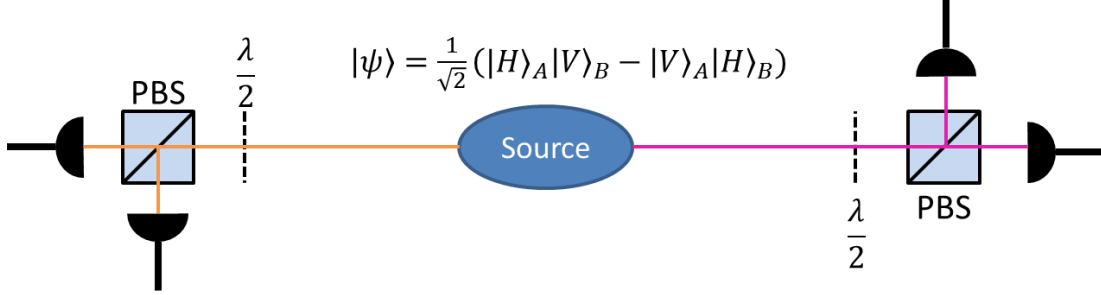 PBS
λ/2
|ψ⟩ = 1/√2 (|H⟩_A|V⟩_B − |V⟩_A|H⟩_B)
Source
PBS
λ/2